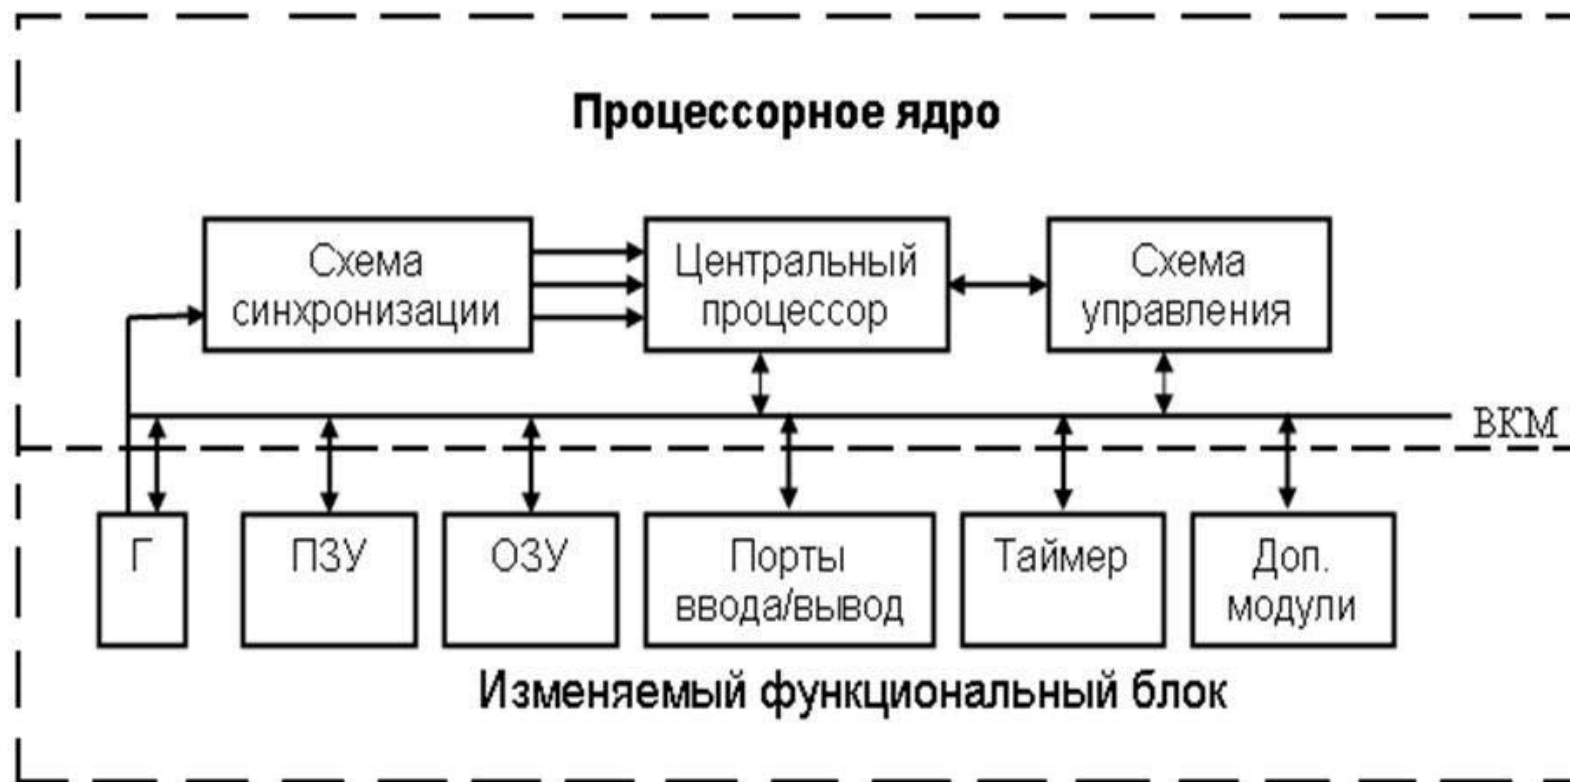 Процессорное ядро
Схема
синхронизации
Центральный
процессор
Схема
управления
ВКМ
Г
ПЗУ
ОЗУ
Порты
ввода/вывод
Таймер
Доп.
модули
Изменяемый функциональный блок